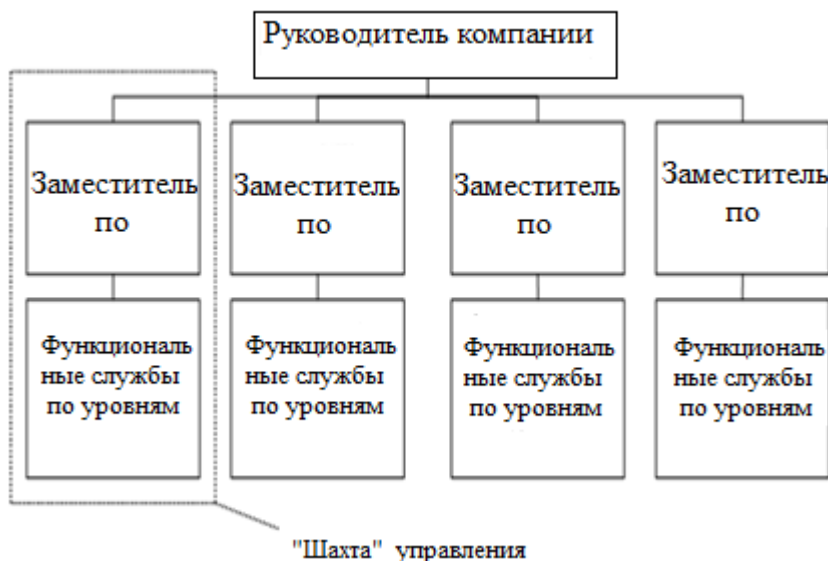 Руководитель компании
Заместитель
по
Заместитель
по
Заместитель
по
Заместитель
по
Функциональ
ные службы
по уровням
Функциональ
ные службы
по уровням
Функциональ
ные службы
по уровням
Функциональ
ные службы
по уровням
"Шахта" управления